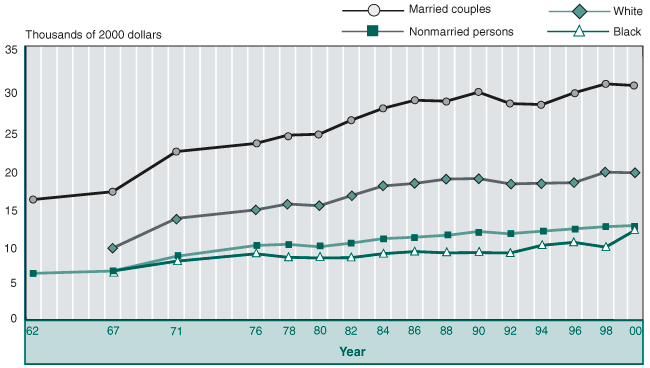 Married couples
White
Thousands of 2000 dollars
Nonmarried persons
Black
35
30
25
20
15
10
5
0
62 67 71 76 78 80 82 84 86 88 90 92 94 96 98 00
Year